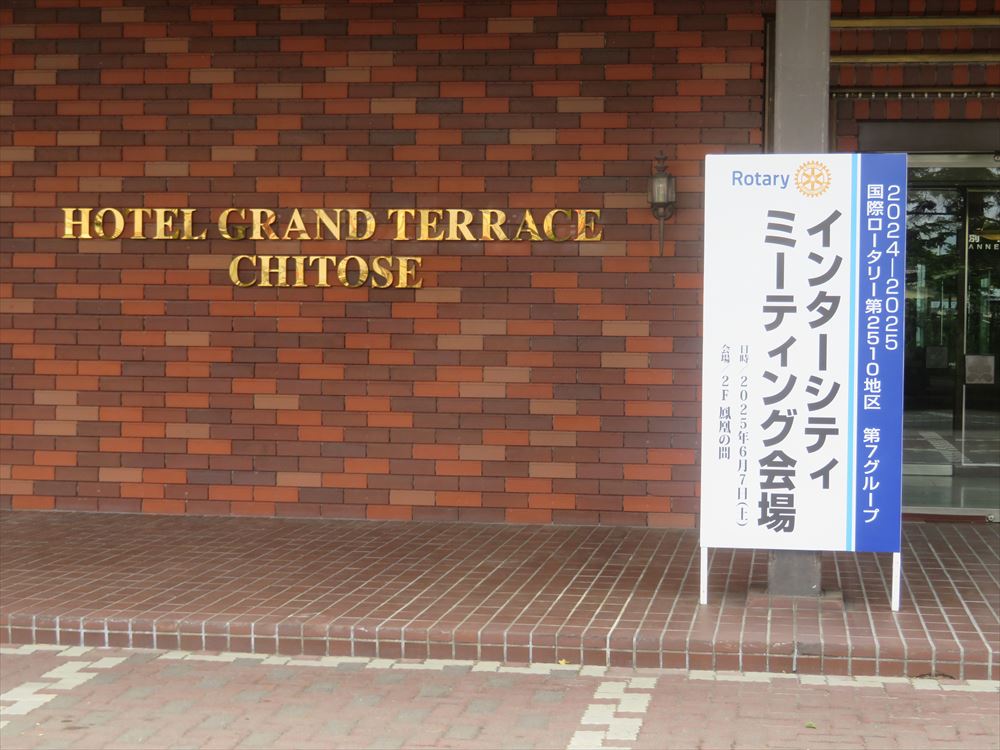 HOTEL GRAND TERRACE
CHITOSE
Rotary
2024―2025
国際ロータリー第2510地区 第7グループ
インターシティ
ミーティング会場
日時/2025年6月7日(土)
会場/2F 鳳凰の間
別
ANNE